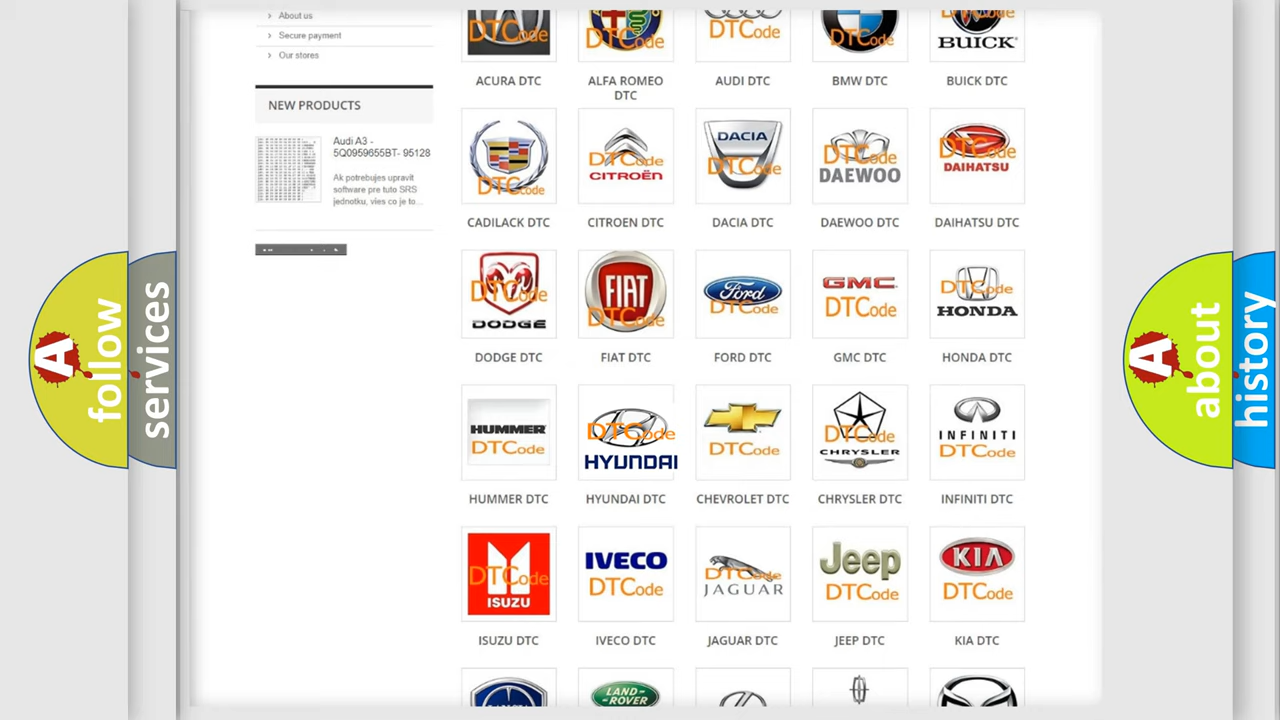 About us
Secure payment
Our stores
NEW PRODUCTS
Audi A3 -
5Q0959655BT- 95128
Ak potrebujes upravit
software pre tuto SRS
jednotku, vies co je to...
DTCode
DTCode
DTCode
DTCode
BUICK
ACURA DTC
ALFA ROMEO
DTC
AUDI DTC
BMW DTC
BUICK DTC
DTCode
DTCode
CITROËN
DACIA
DTCode
DTCode
DAEWOO
DTCode
DAIHATSU
CADILACK DTC
CITROEN DTC
DACIA DTC
DAEWOO DTC
DAIHATSU DTC
DTCode
DODGE
FIAT
DTCode
Ford
DTCode
GMC
DTCode
DTCode
HONDA
DODGE DTC
FIAT DTC
FORD DTC
GMC DTC
HONDA DTC
HUMMER
DTCode
DTCode
HYUNDAI
DTCode
DTCode
CHRYSLER
INFINITI
DTCode
HUMMER DTC
HYUNDAI DTC
CHEVROLET DTC
CHRYSLER DTC
INFINITI DTC
DTCode
ISUZU
IVECO
DTCode
DTCode
JAGUAR
Jeep
DTCode
KIA
DTCode
ISUZU DTC
IVECO DTC
JAGUAR DTC
JEEP DTC
KIA DTC
LAND-
ROVER
A
follow
services
A
about
history